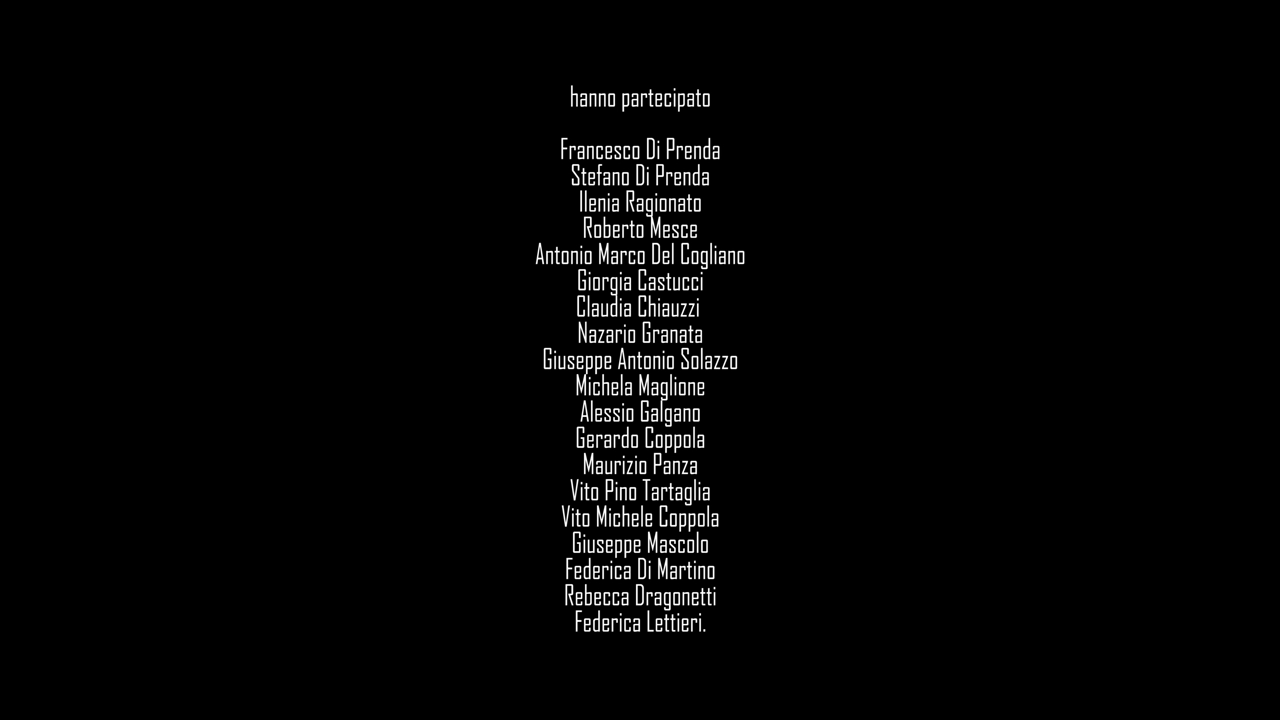 hanno partecipato
Francesco Di Prenda
Stefano Di Prenda
Ilenia Ragionato
Roberto Mesce
Antonio Marco Del Cogliano
Giorgia Castucci
Claudia Chiauzzi
Nazario Granata
Giuseppe Antonio Solazzo
Michela Maglione
Alessio Galgano
Gerardo Coppola
Maurizio Panza
Vito Pino Tartaglia
Vito Michele Coppola
Giuseppe Mascolo
Federica Di Martino
Rebecca Dragonetti
Federica Lettieri.